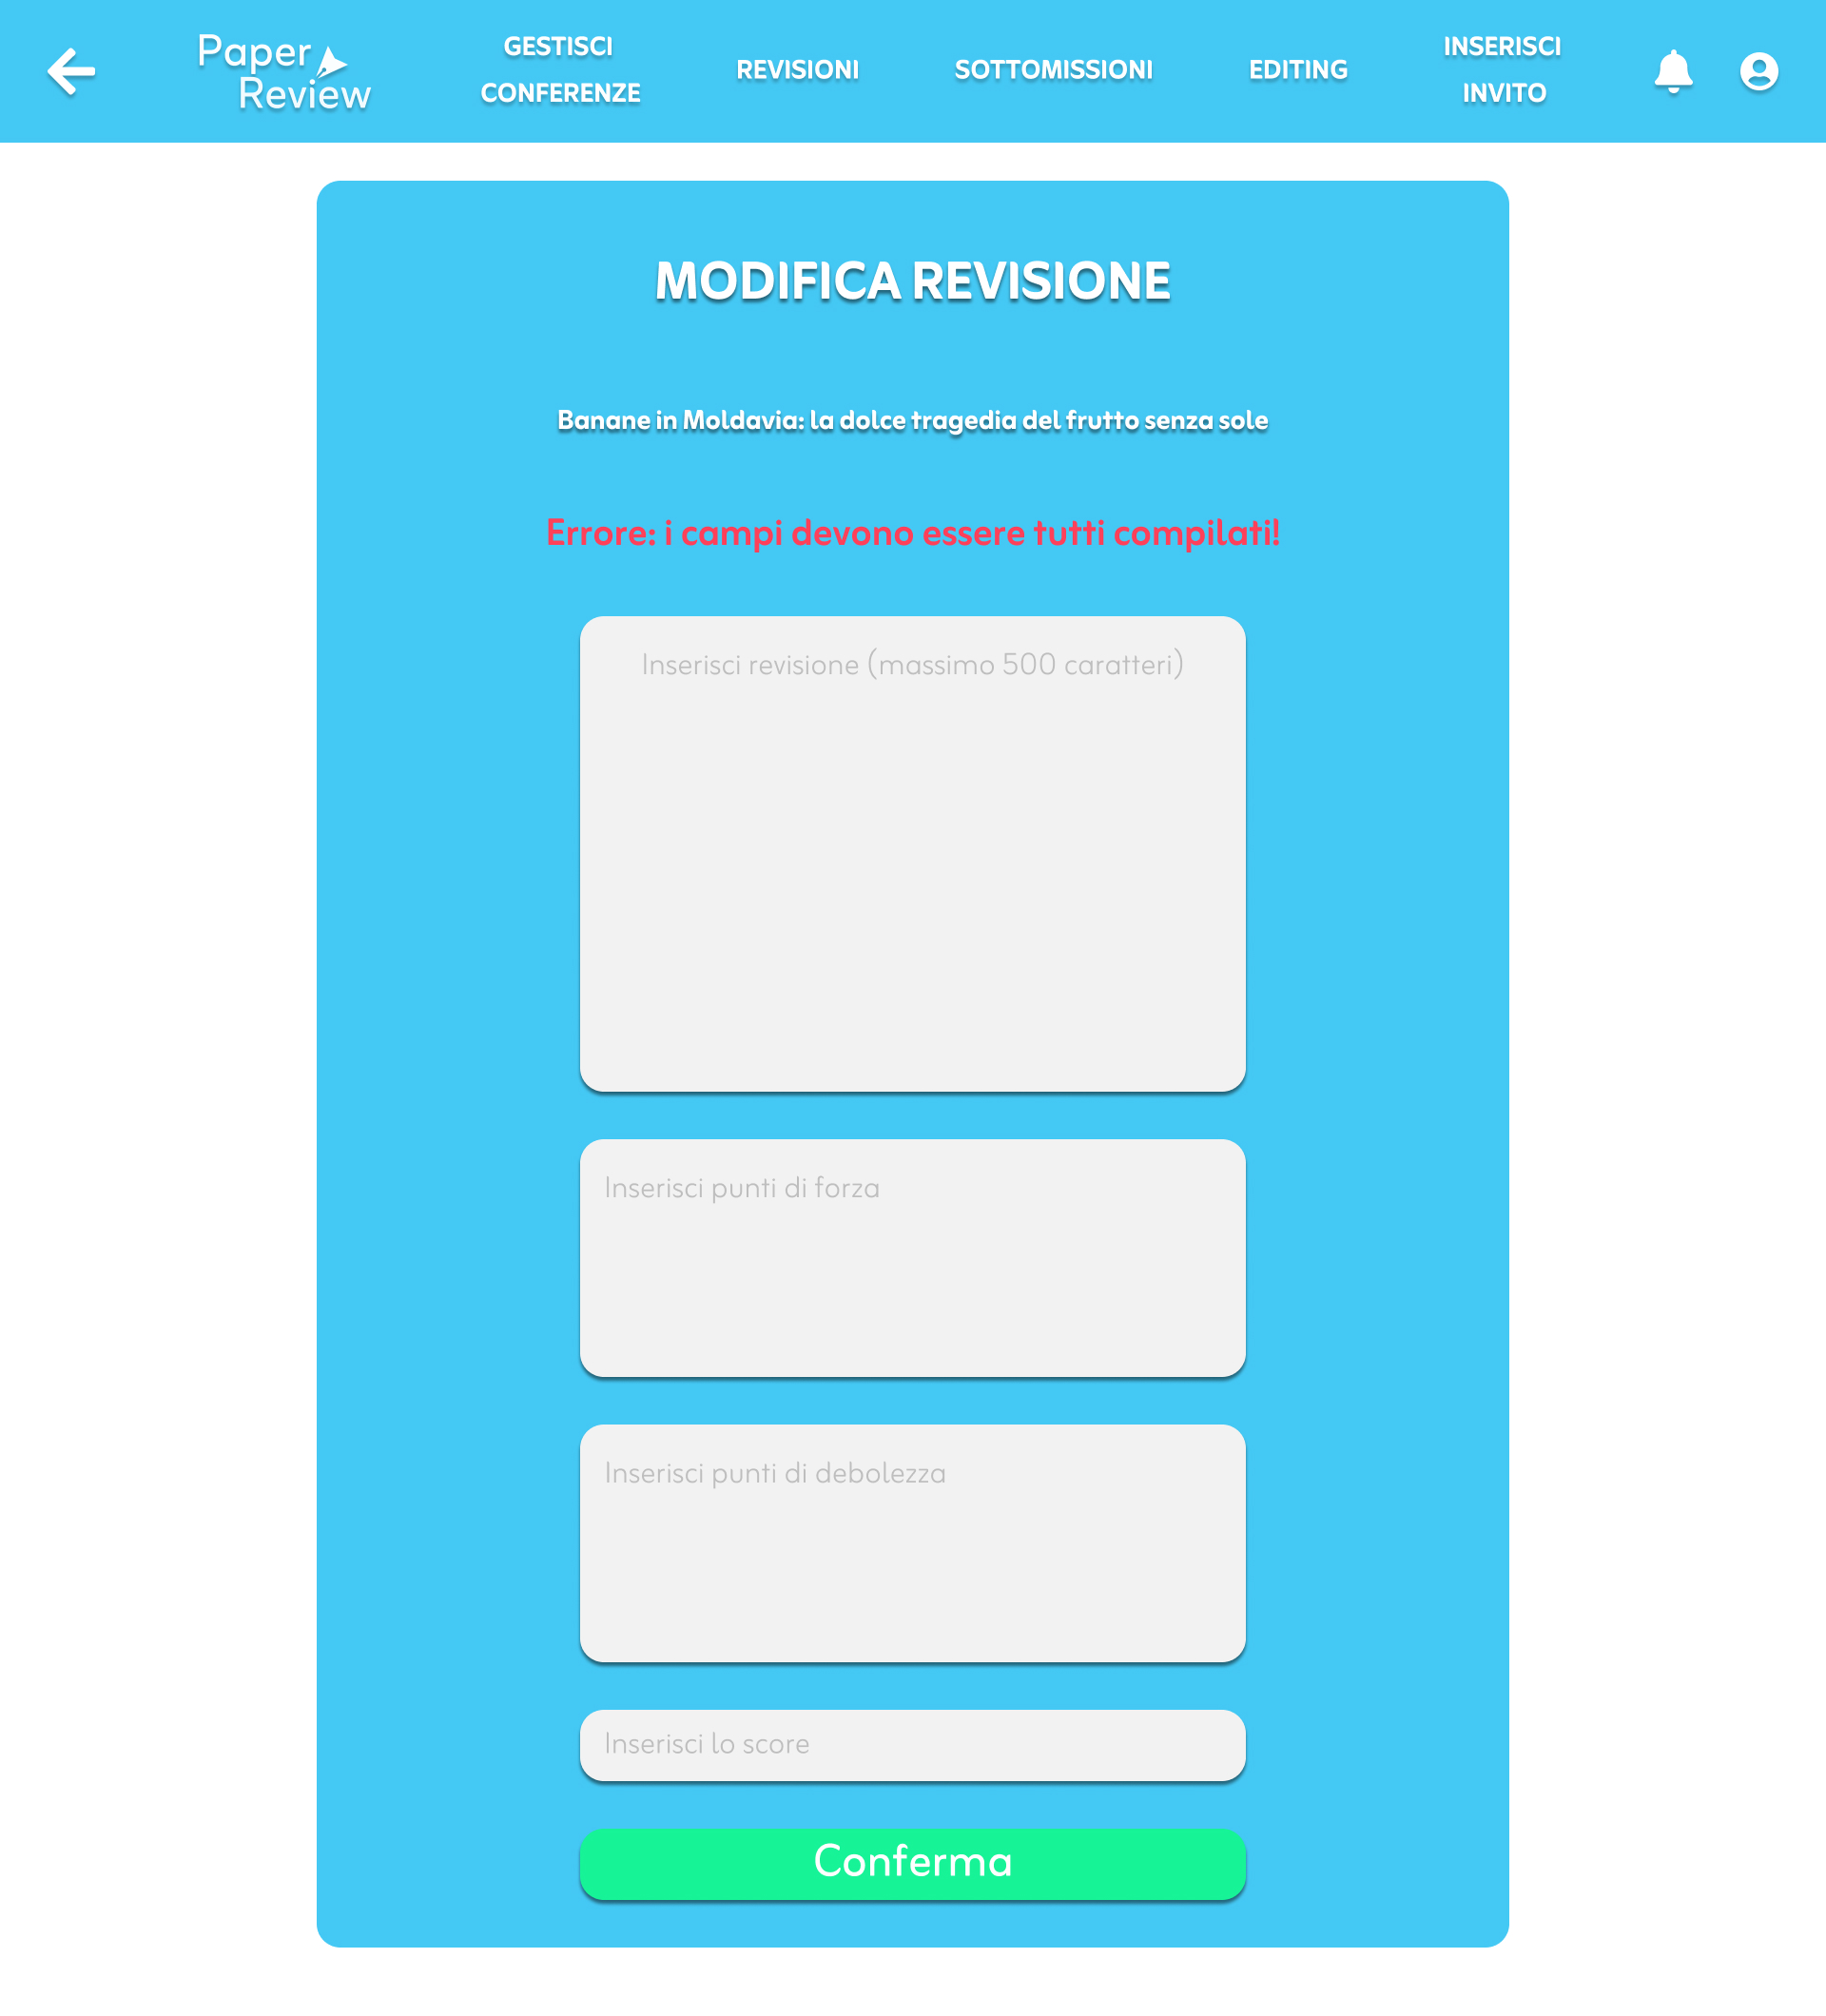 Paper
Review
GESTISCI
CONFERENZE
REVISIONI
SOTTOMISSIONI
EDITING
INSERISCI
INVITO
MODIFICA REVISIONE
Banane in Moldavia: la dolce tragedia del frutto senza sole
Errore: i campi devono essere tutti compilati!
Inserisci revisione (massimo 500 caratteri)
Inserisci punti di forza
Inserisci punti di debolezza
Inserisci lo score
Conferma